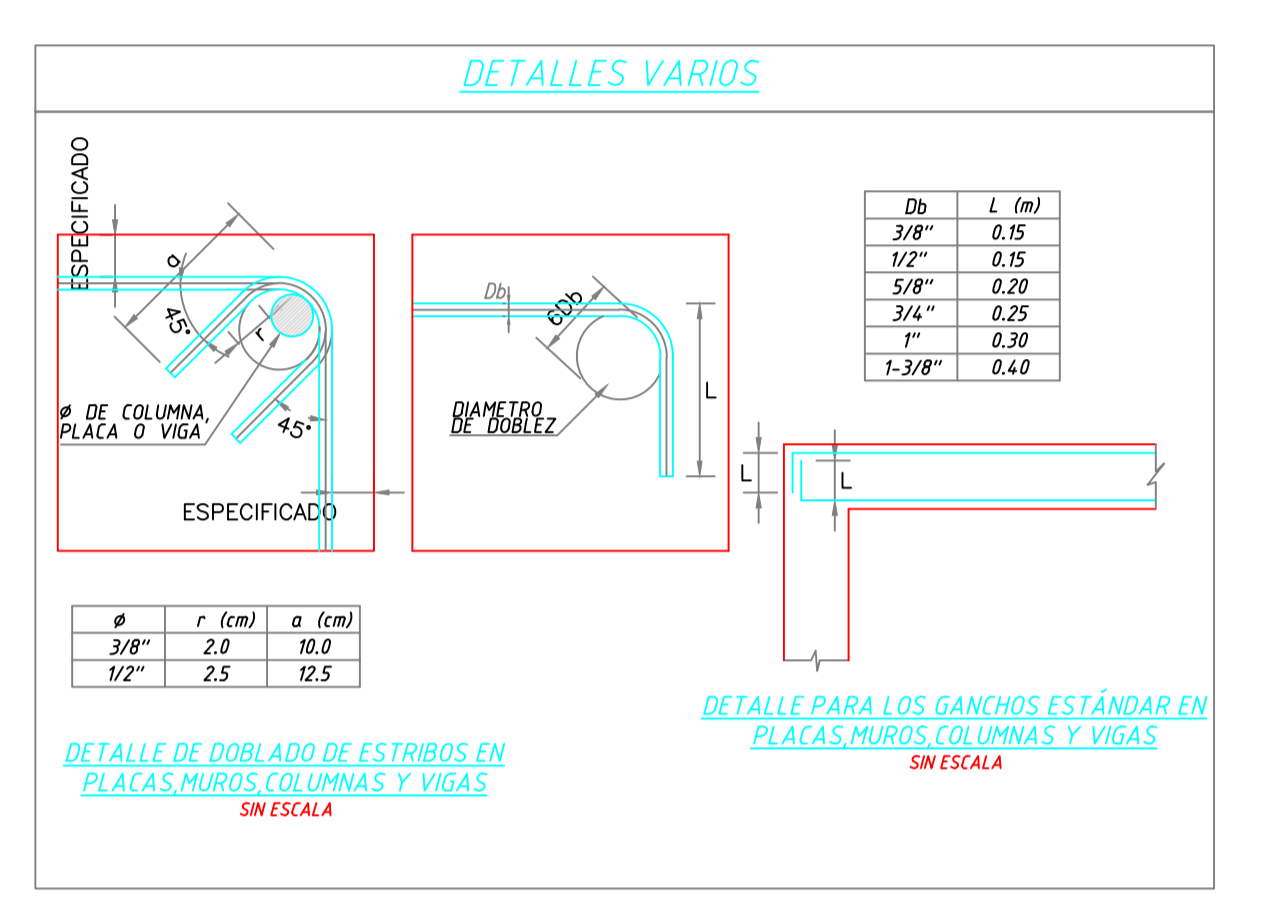 DETALLES VARIOS
ESPECIFICADO
a
45°
r
Ø DE COLUMNA,
PLACA O VIGA
45°
ESPECIFICADO
Db
6Db
DIAMETRO
DE DOBLEZ
L
Db L (m)
3/8" 0.15
1/2" 0.15
5/8" 0.20
3/4" 0.25
1" 0.30
1-3/8" 0.40
L
L
Ø r (cm) a (cm)
3/8" 2.0 10.0
1/2" 2.5 12.5
DETALLE DE DOBLADO DE ESTRIBOS EN
PLACAS,MUROS,COLUMNAS Y VIGAS
SIN ESCALA
DETALLE PARA LOS GANCHOS ESTÁNDAR EN
PLACAS,MUROS,COLUMNAS Y VIGAS
SIN ESCALA